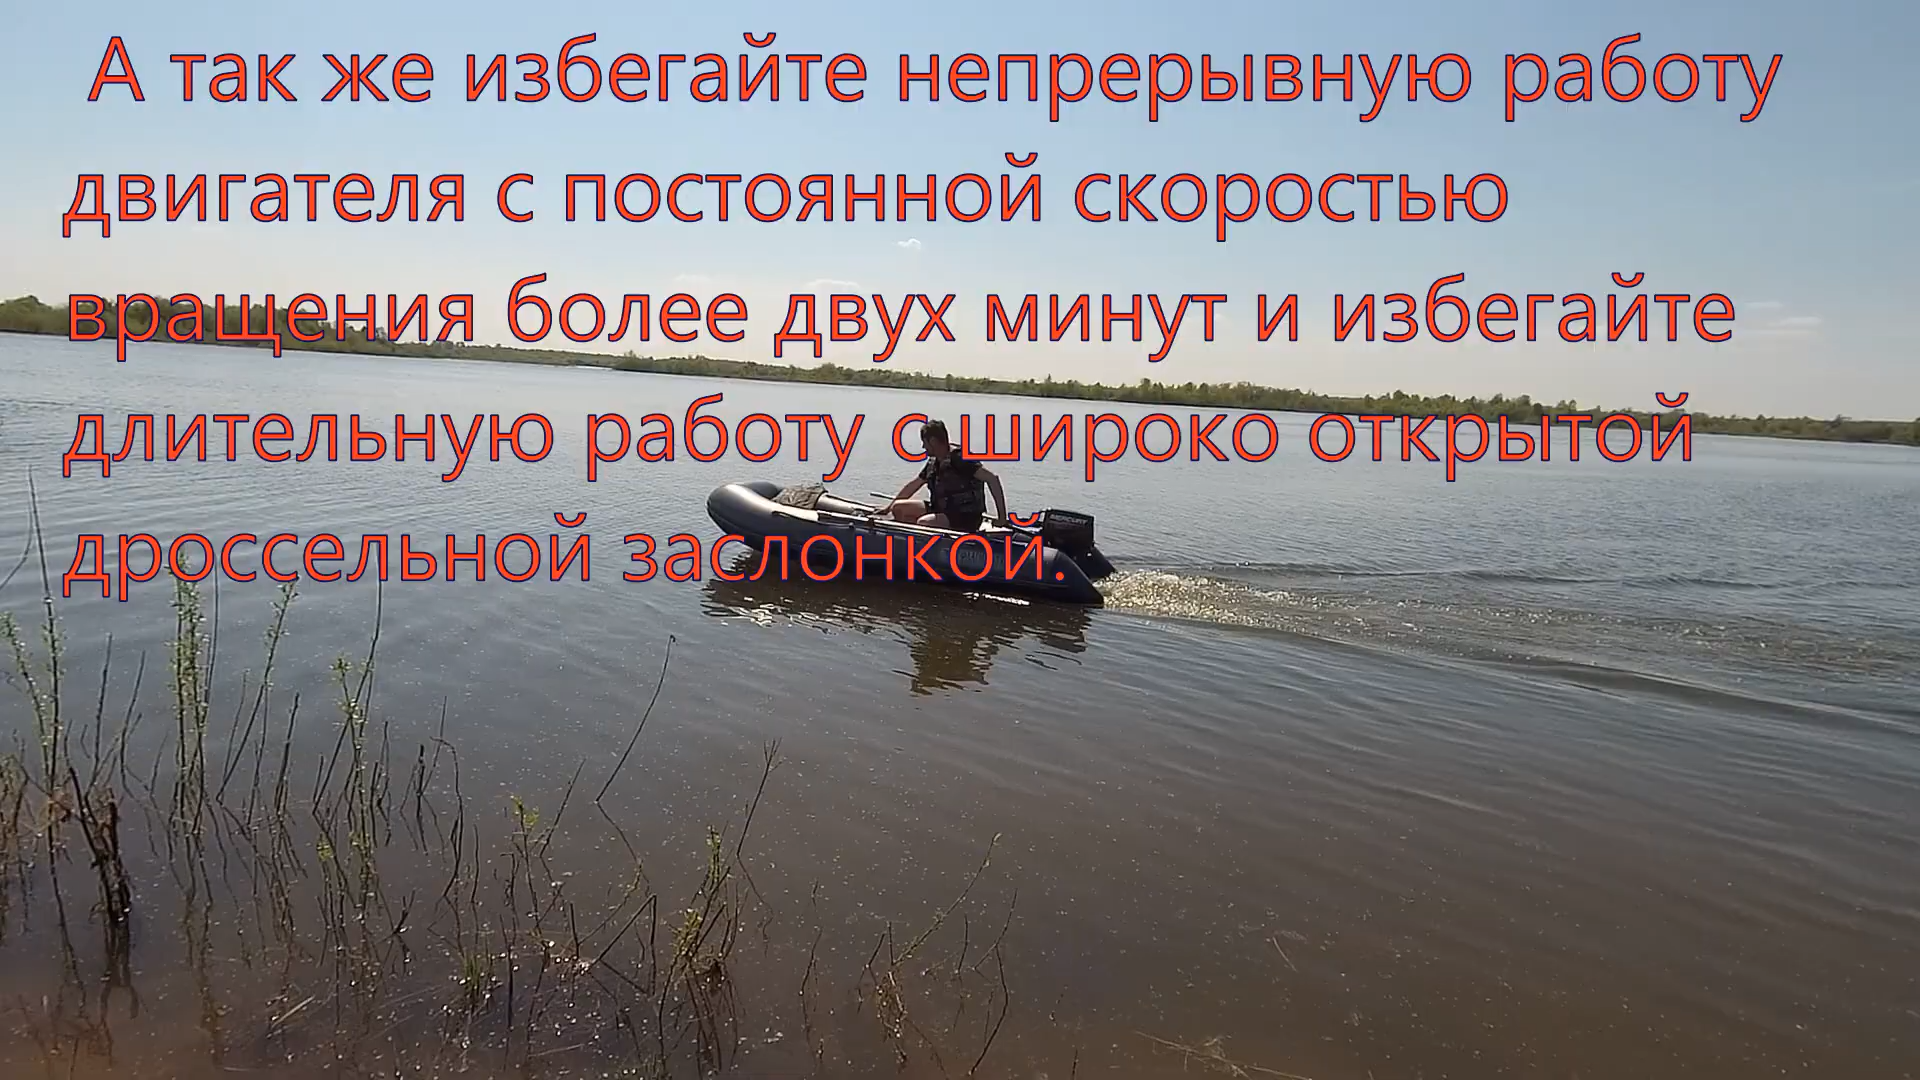 А так же избегайте непрерывную работу
двигателя с постоянной скоростью
вращения более двух минут и избегайте
длительную работу с широко открытой
дроссельной заслонкой.
MERCURY